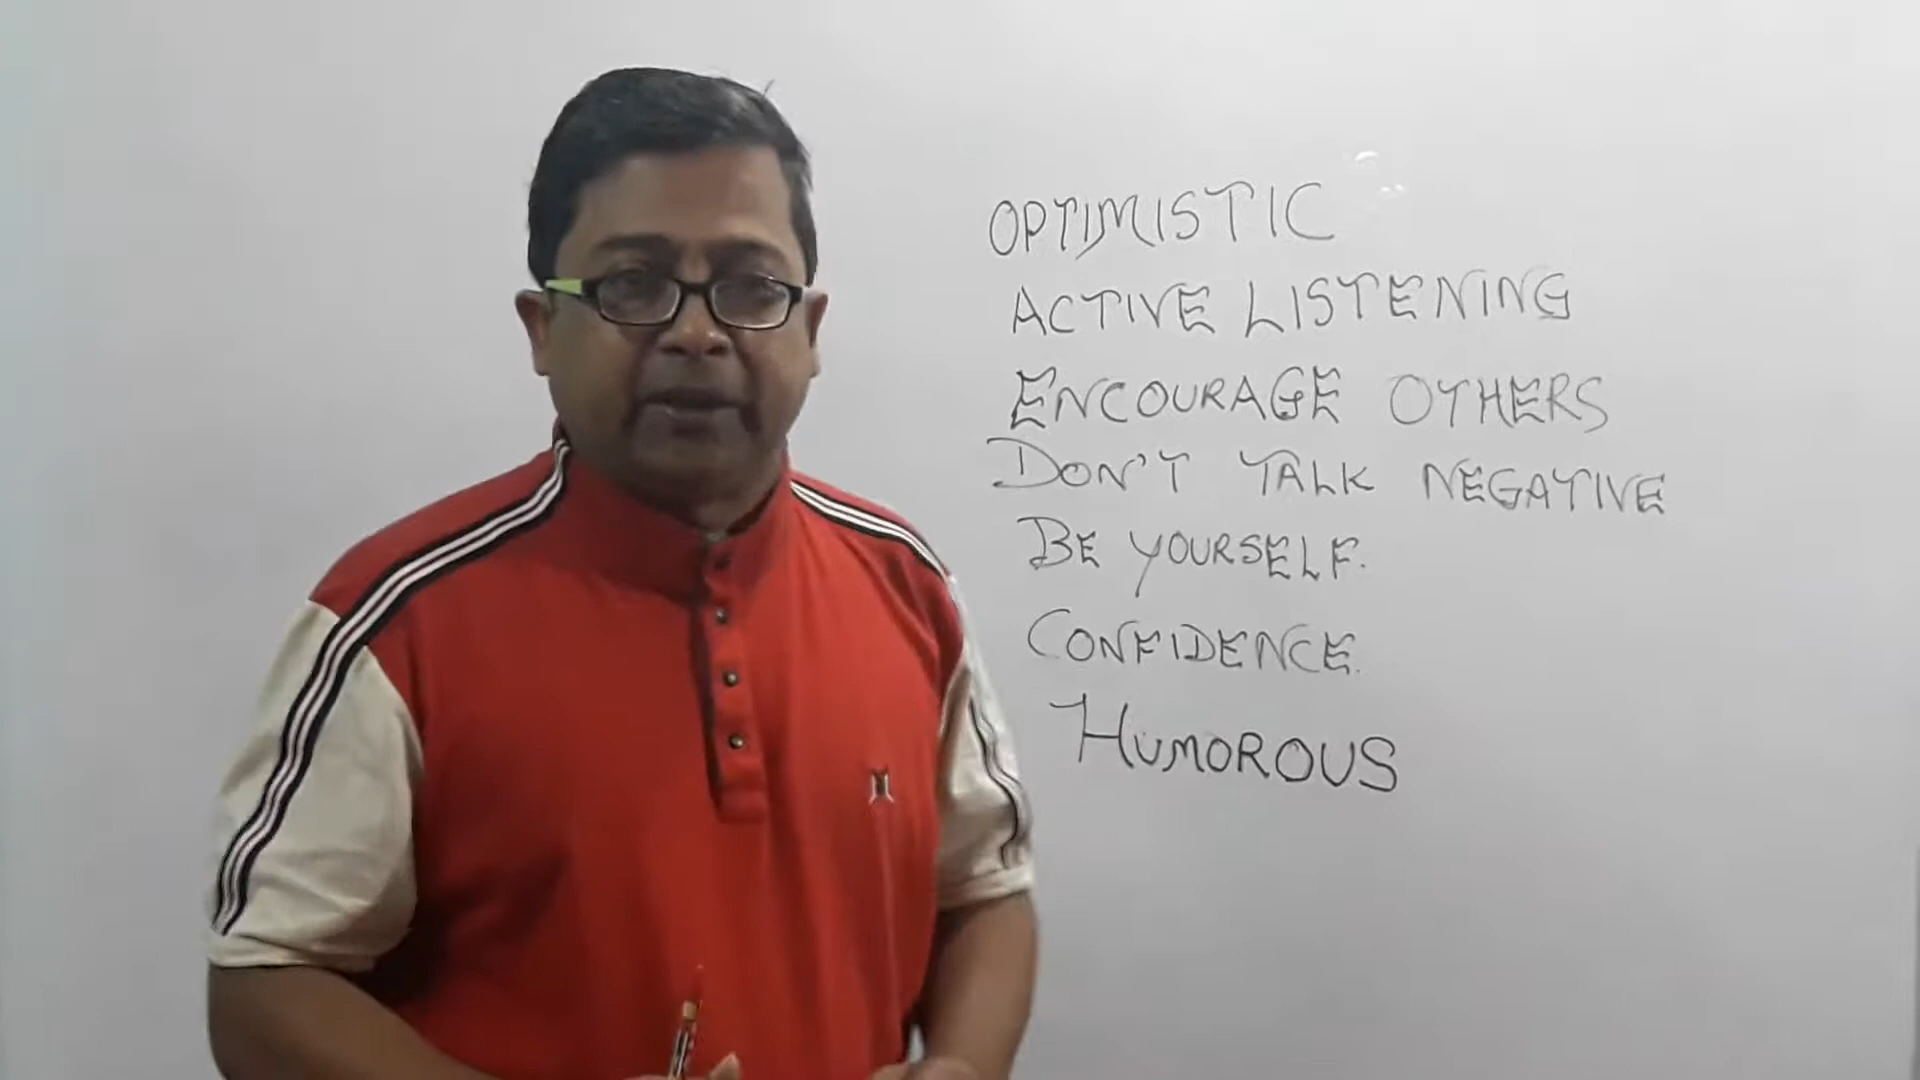 OPTIMISTIC
ACTIVE LISTENING
ENCOURAGE OTHERS
DON'T TALK NEGATIVE
BE YOURSELF.
CONFIDENCE.
HUMOROUS